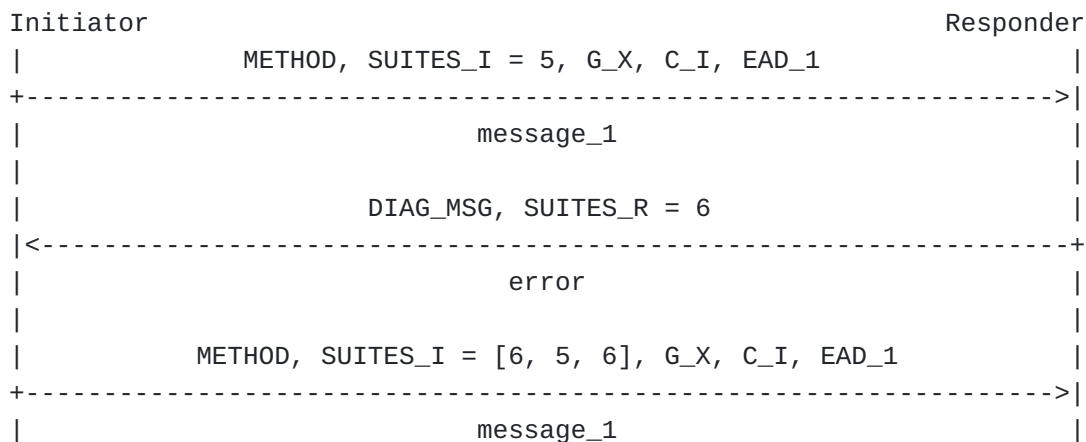 Initiator                                                   Responder
|              METHOD, SUITES_I = 5, G_X, C_I, EAD_1                |
+------------------------------------------------------------------>|
|                             message_1                             |
|                                                                   |
|                      DIAG_MSG, SUITES_R = 6                       |
|<------------------------------------------------------------------+
|                               error                               |
|                                                                   |
|           METHOD, SUITES_I = [6, 5, 6], G_X, C_I, EAD_1           |
+------------------------------------------------------------------>|
|                             message_1                             |